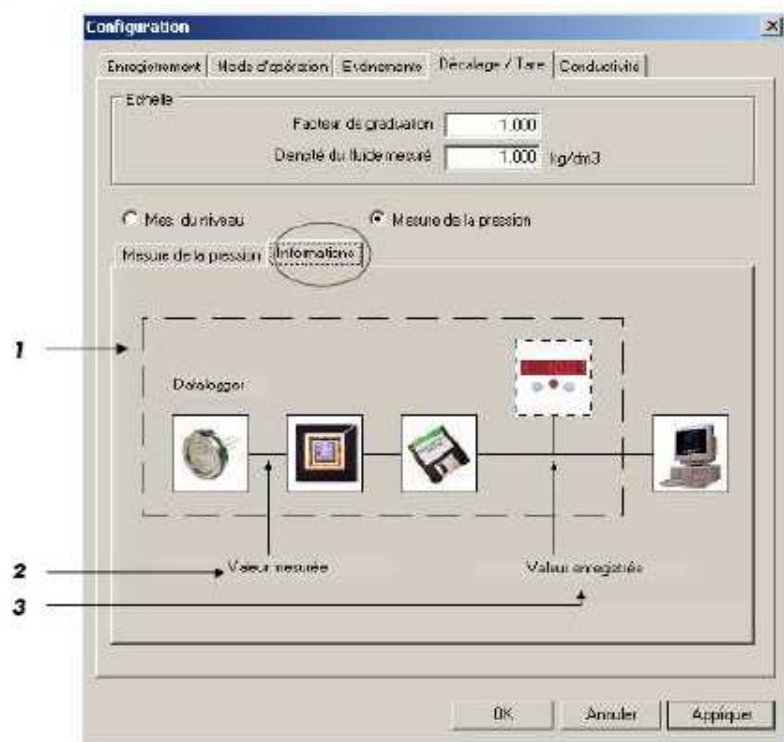 Configuration
Enregistrement Mode d'opération Evénements Décalage / Tare Conductivité
Echelle
Facteur de graduation 1.000
Densité du fluide mesuré 1.000 kg/dm3
Mes. du niveau Mesure de la pression
Mesure de la pression Informations
1
Datalogger
2 Valeur mesurée Valeur enregistrée
3
OK Annuler Appliquer